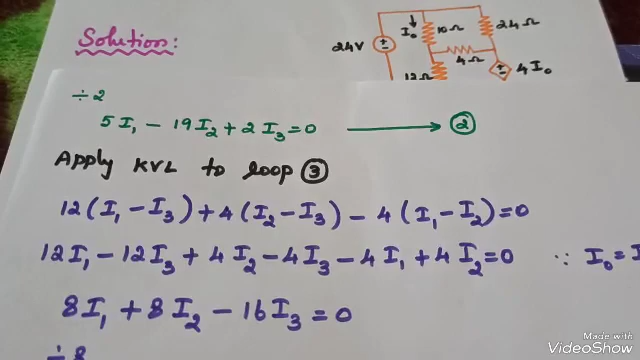 Solution:
I₀ 10Ω 24Ω
24V 4Ω
12Ω 4I₀
÷2
5I₁ - 19I₂ + 2I₃ = 0 ⟶ ②
Apply KVL to loop ③
12(I₁ - I₃) + 4(I₂ - I₃) - 4(I₁ - I₂) = 0
12I₁ - 12I₃ + 4I₂ - 4I₃ - 4I₁ + 4I₂ = 0 ∵ I₀ = I
8I₁ + 8I₂ - 16I₃ = 0
÷8
Made with
VideoShow